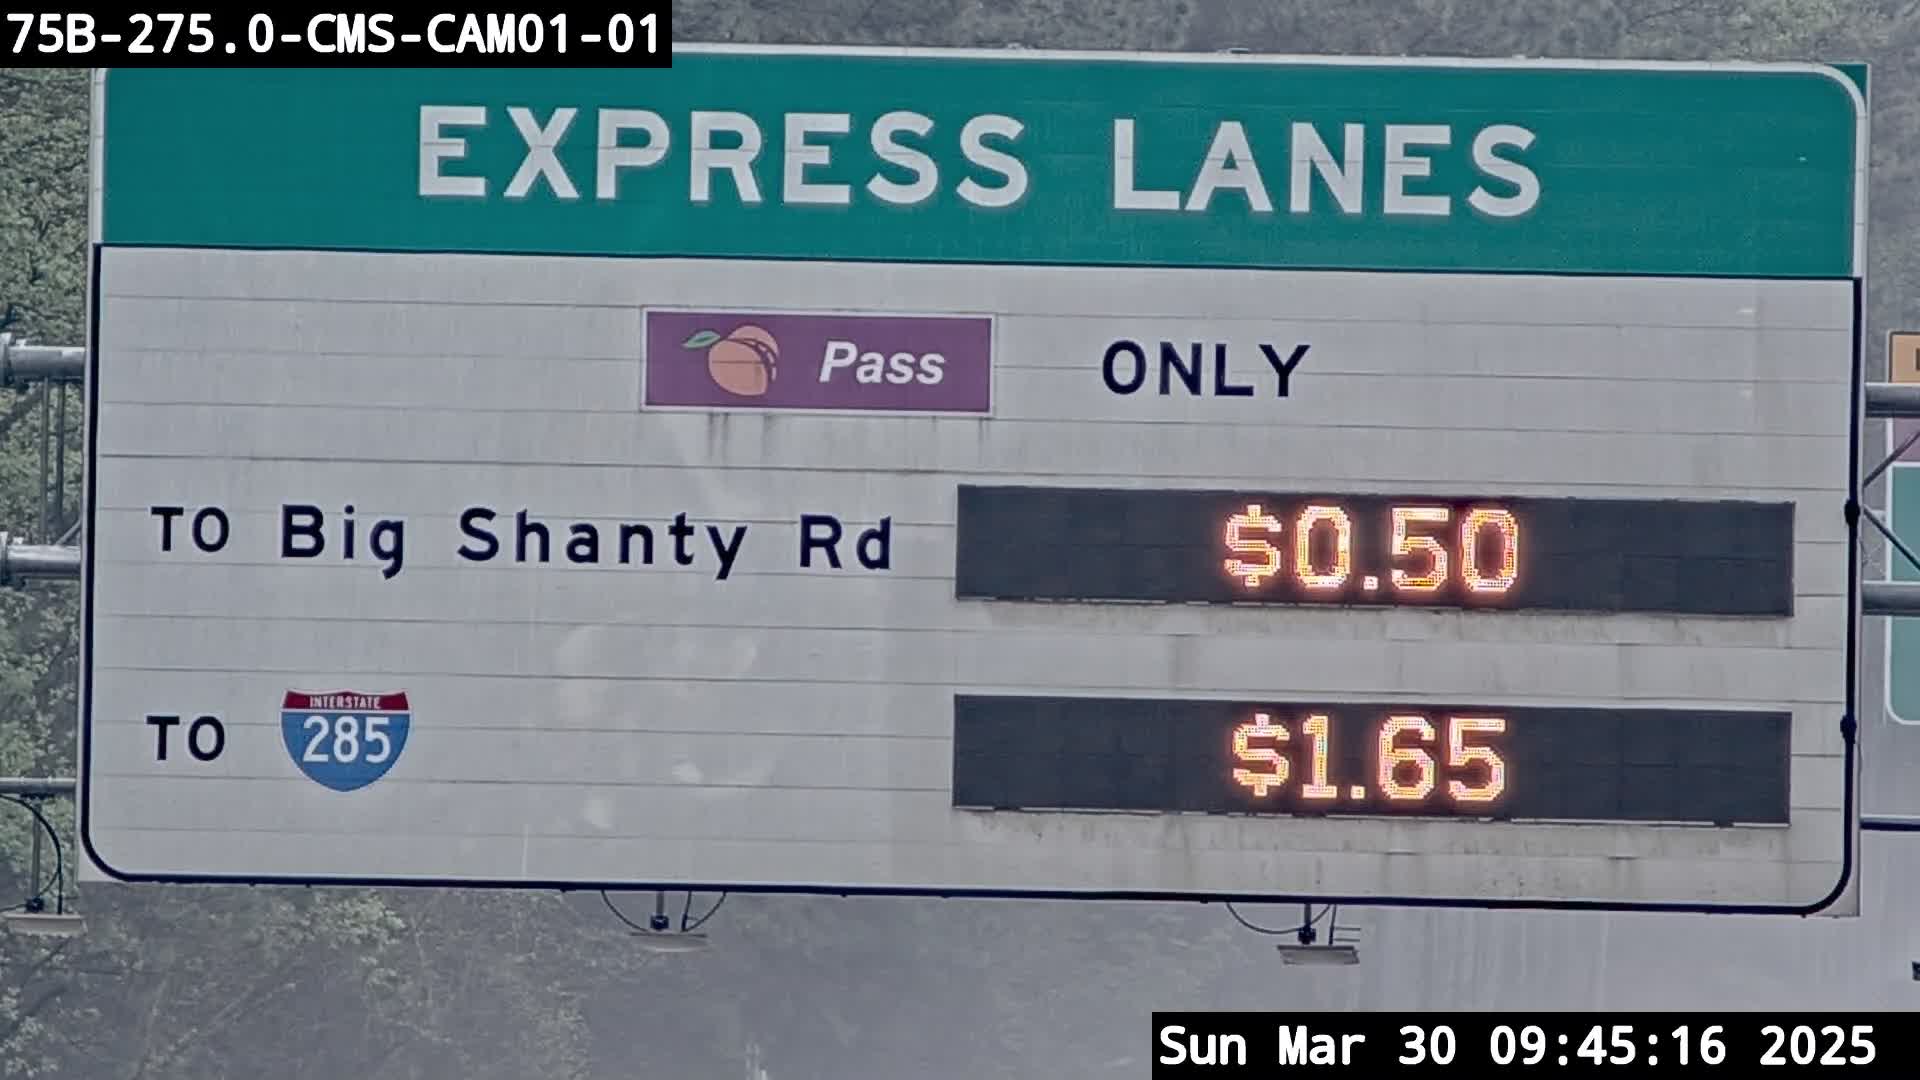 75B-275.0-CMS-CAM01-01
EXPRESS LANES
Pass ONLY
TO Big Shanty Rd $0.50
TO INTERSTATE 285 $1.65
Sun Mar 30 09:45:16 2025